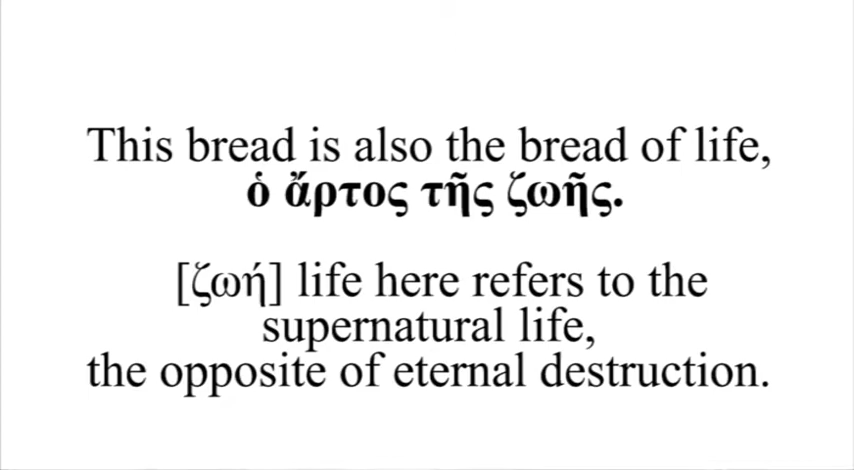 This bread is also the bread of life,
ὁ ἄρτος τῆς ζωῆς.
[ζωή] life here refers to the
supernatural life,
the opposite of eternal destruction.